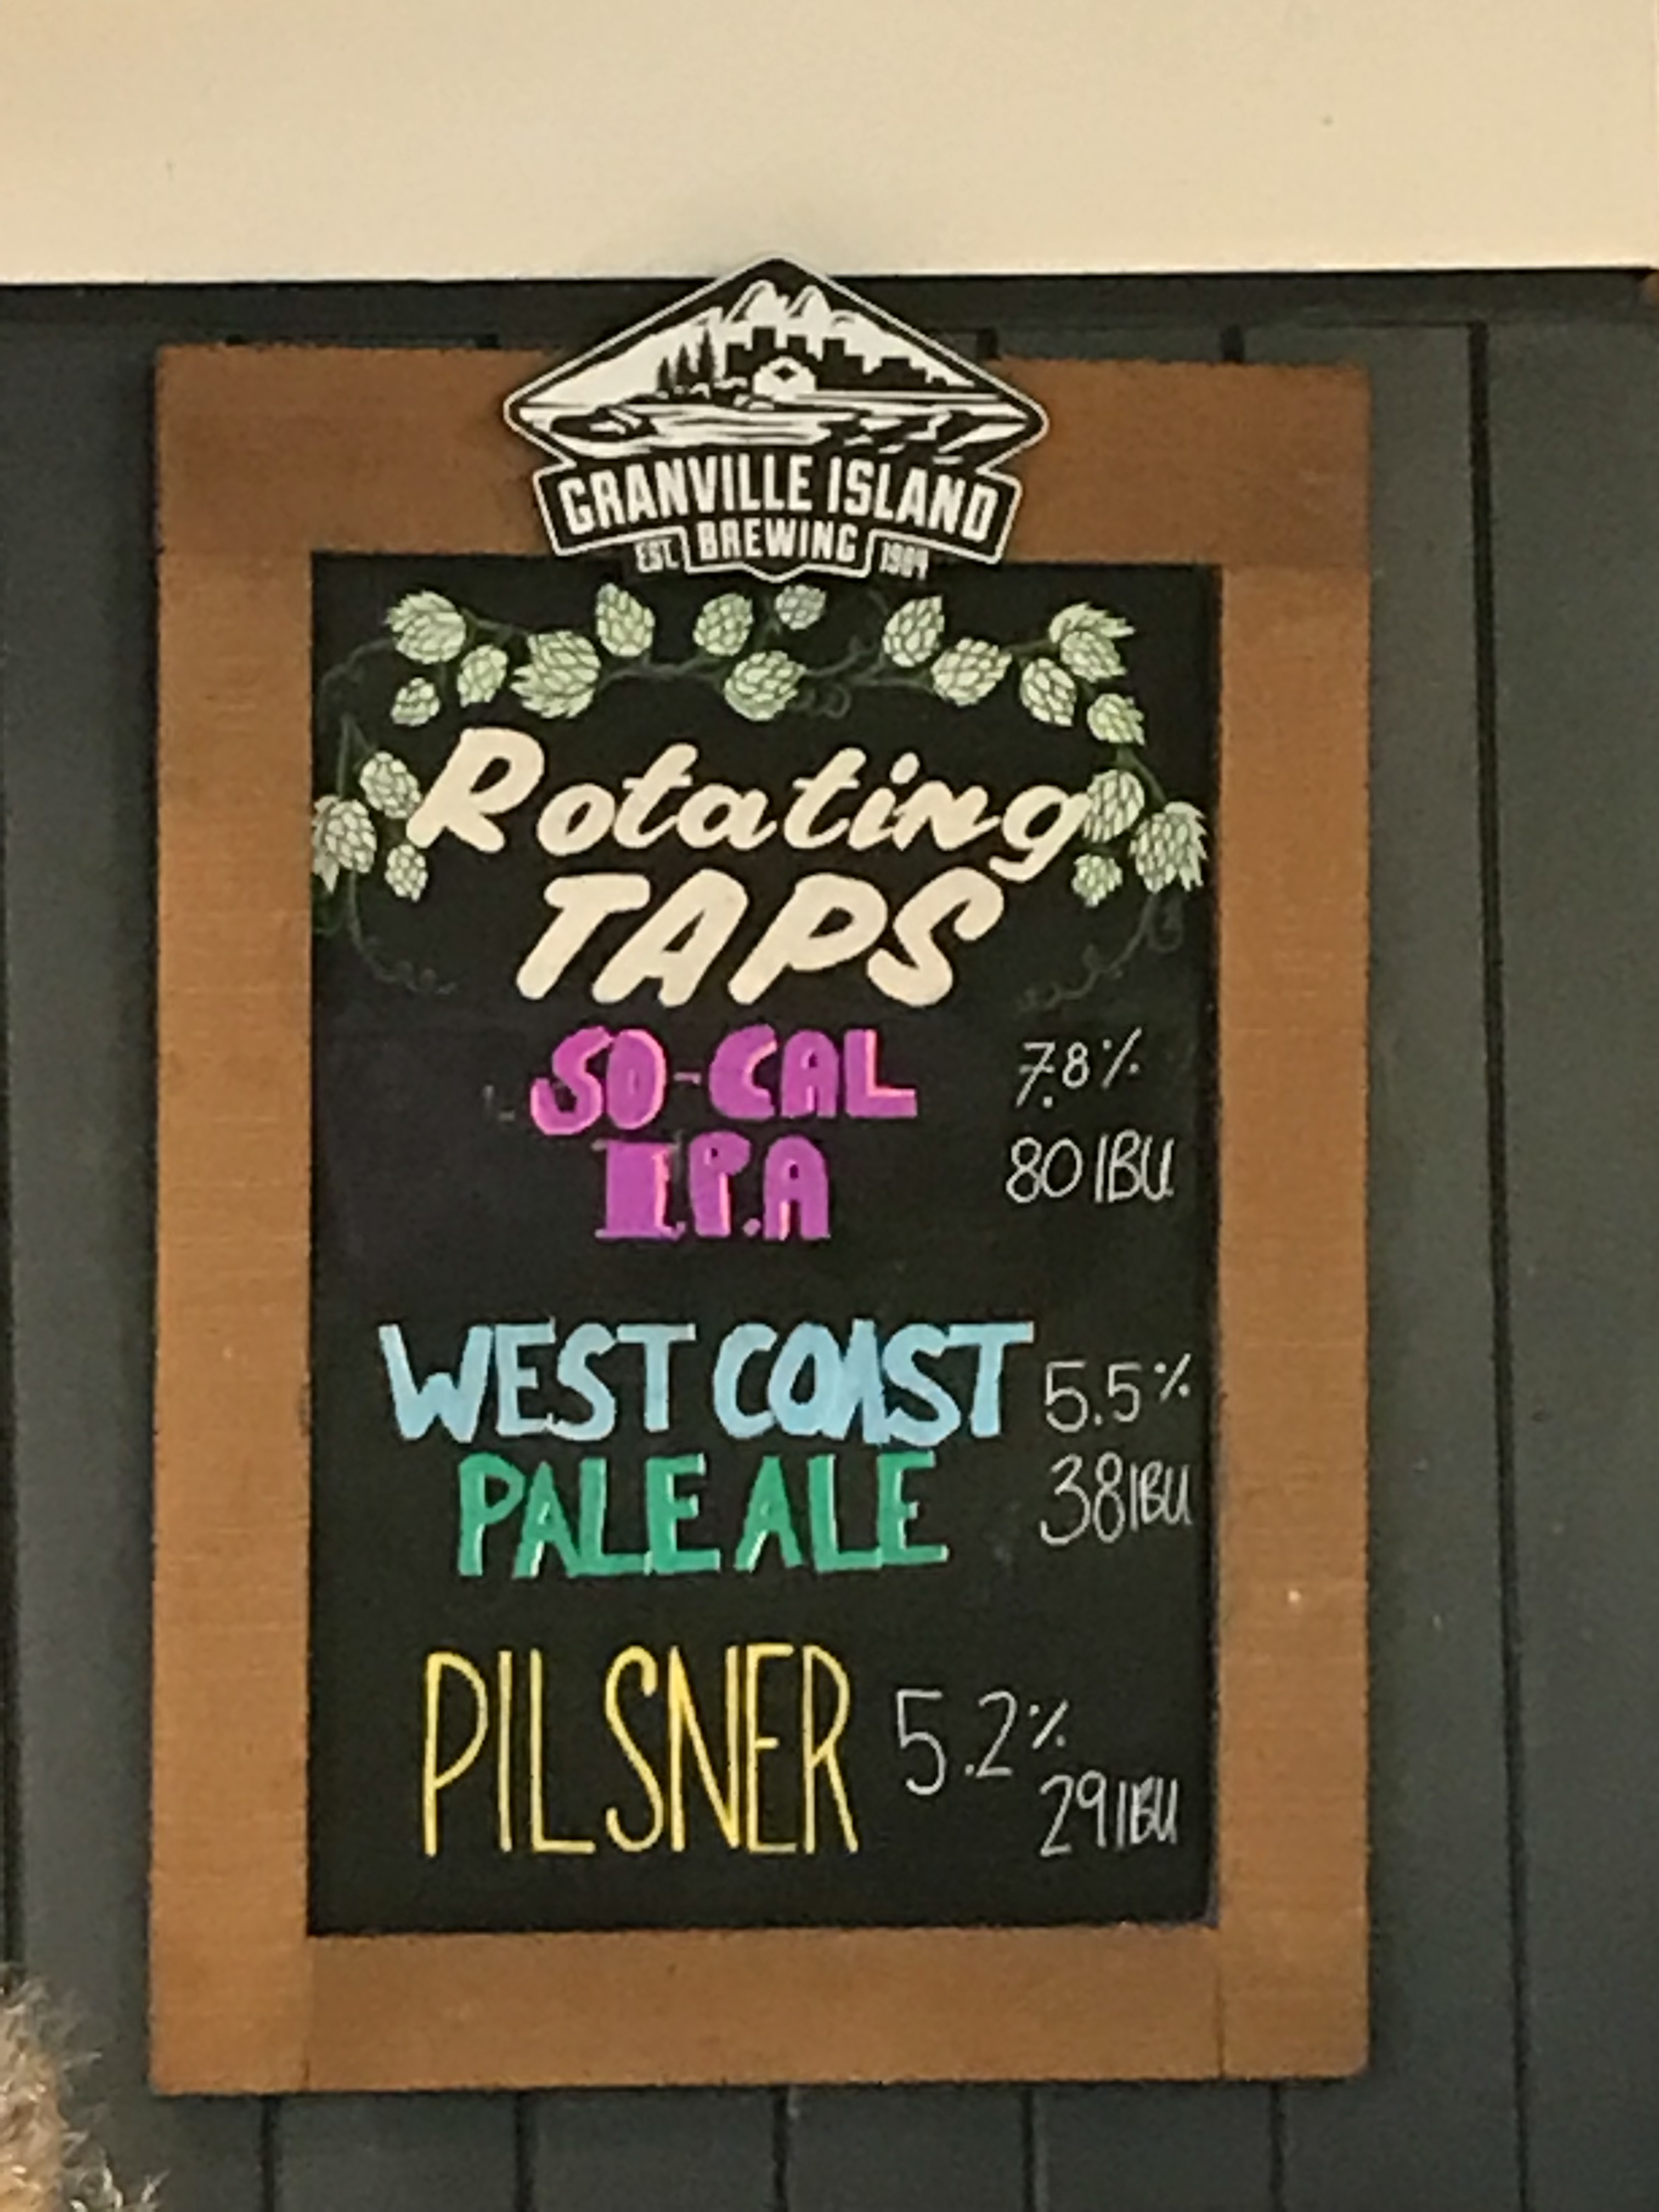 GRANVILLE ISLAND
EST. BREWING 1984
Rotating
TAPS
SO-CAL 7.8%
I.P.A 80 IBU
WEST COAST 5.5%
PALE ALE 38 IBU
PILSNER 5.2%
29 IBU